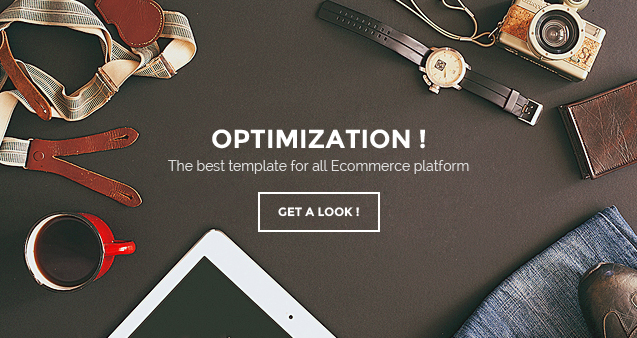 OPTIMIZATION !
The best template for all Ecommerce platform
GET A LOOK !